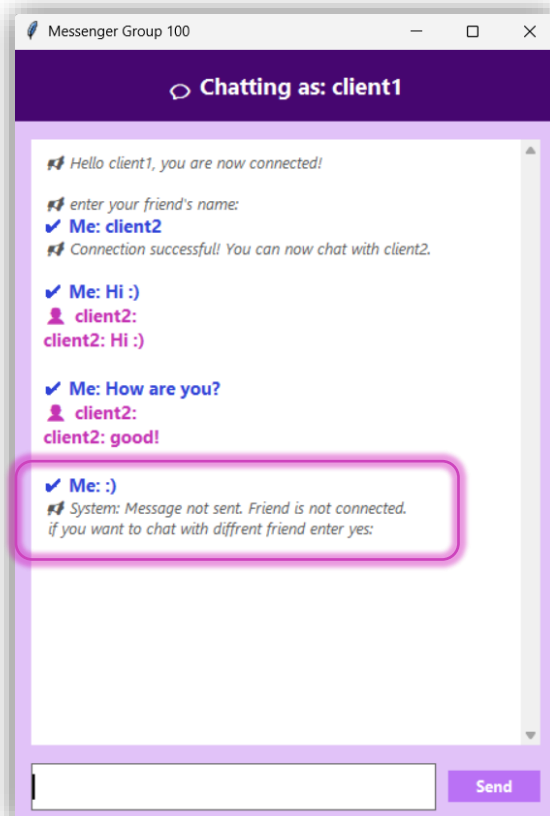 Messenger Group 100
Chatting as: client1
Hello client1, you are now connected!
enter your friend's name:
✔ Me: client2
Connection successful! You can now chat with client2.
✔ Me: Hi :)
client2:
client2: Hi :)
✔ Me: How are you?
client2:
client2: good!
✔ Me: :)
System: Message not sent. Friend is not connected.
if you want to chat with diffrent friend enter yes:
Send